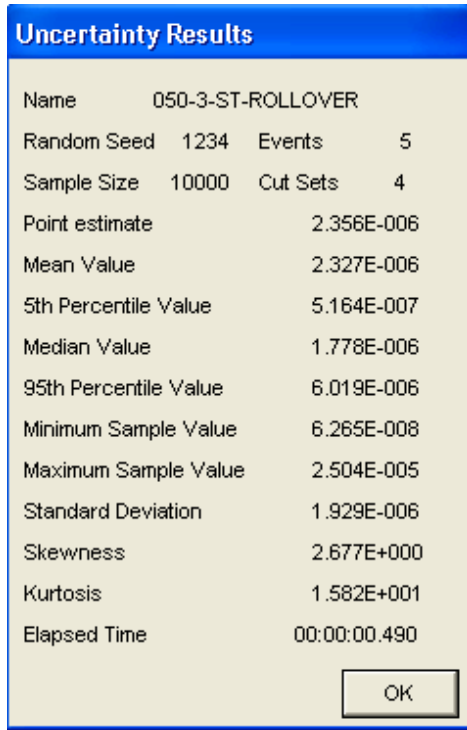 Uncertainty Results
Name 050-3-ST-ROLLOVER
Random Seed 1234 Events 5
Sample Size 10000 Cut Sets 4
Point estimate 2.356E-006
Mean Value 2.327E-006
5th Percentile Value 5.164E-007
Median Value 1.778E-006
95th Percentile Value 6.019E-006
Minimum Sample Value 6.265E-008
Maximum Sample Value 2.504E-005
Standard Deviation 1.929E-006
Skewness 2.677E+000
Kurtosis 1.582E+001
Elapsed Time 00:00:00.490
OK